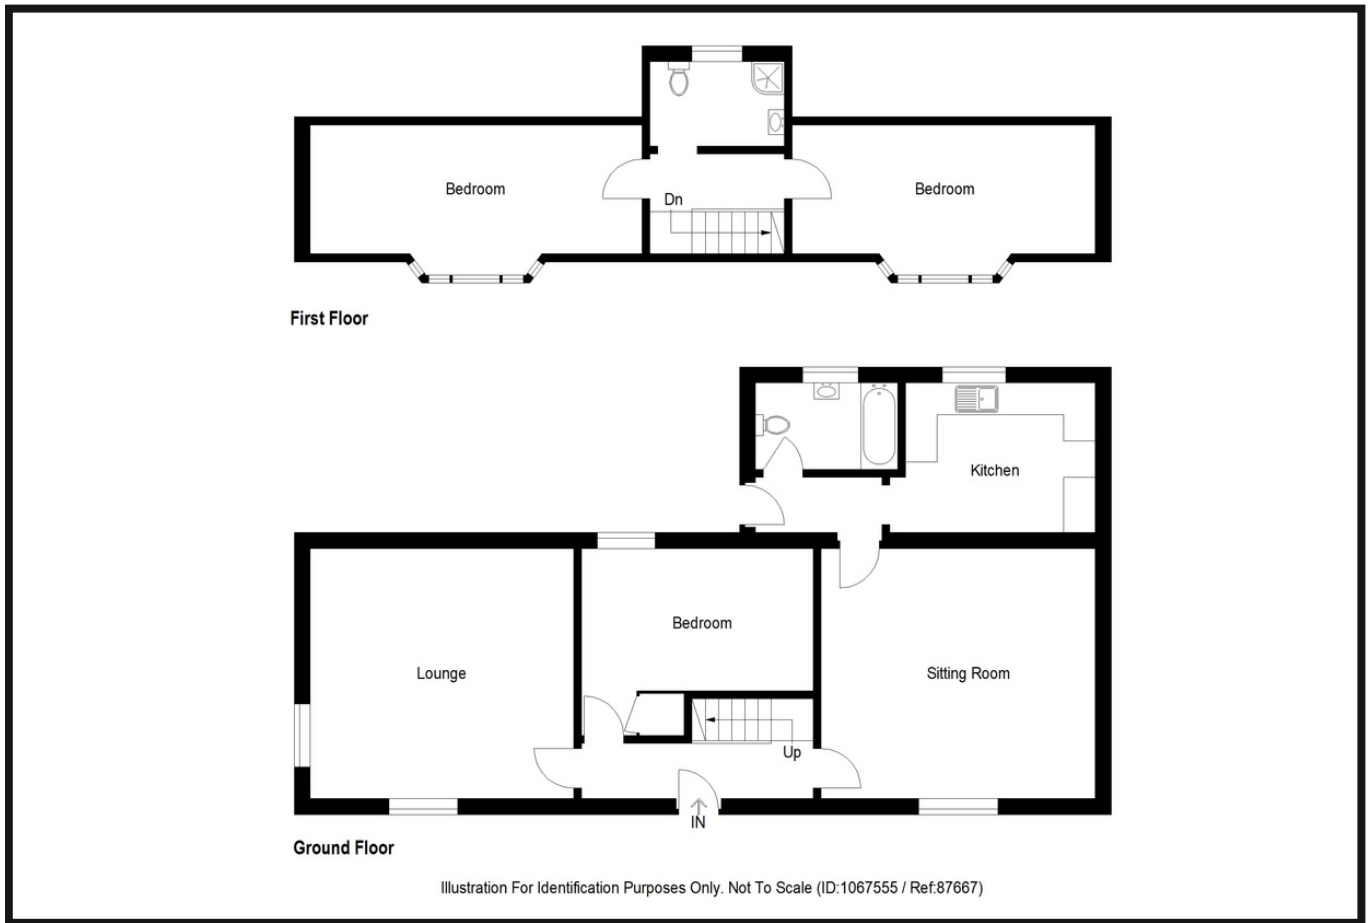 Bedroom
Bedroom
Dn
First Floor
Kitchen
Bedroom
Lounge
Sitting Room
Up
IN
Ground Floor
Illustration For Identification Purposes Only. Not To Scale (ID:1067555 / Ref:87667)